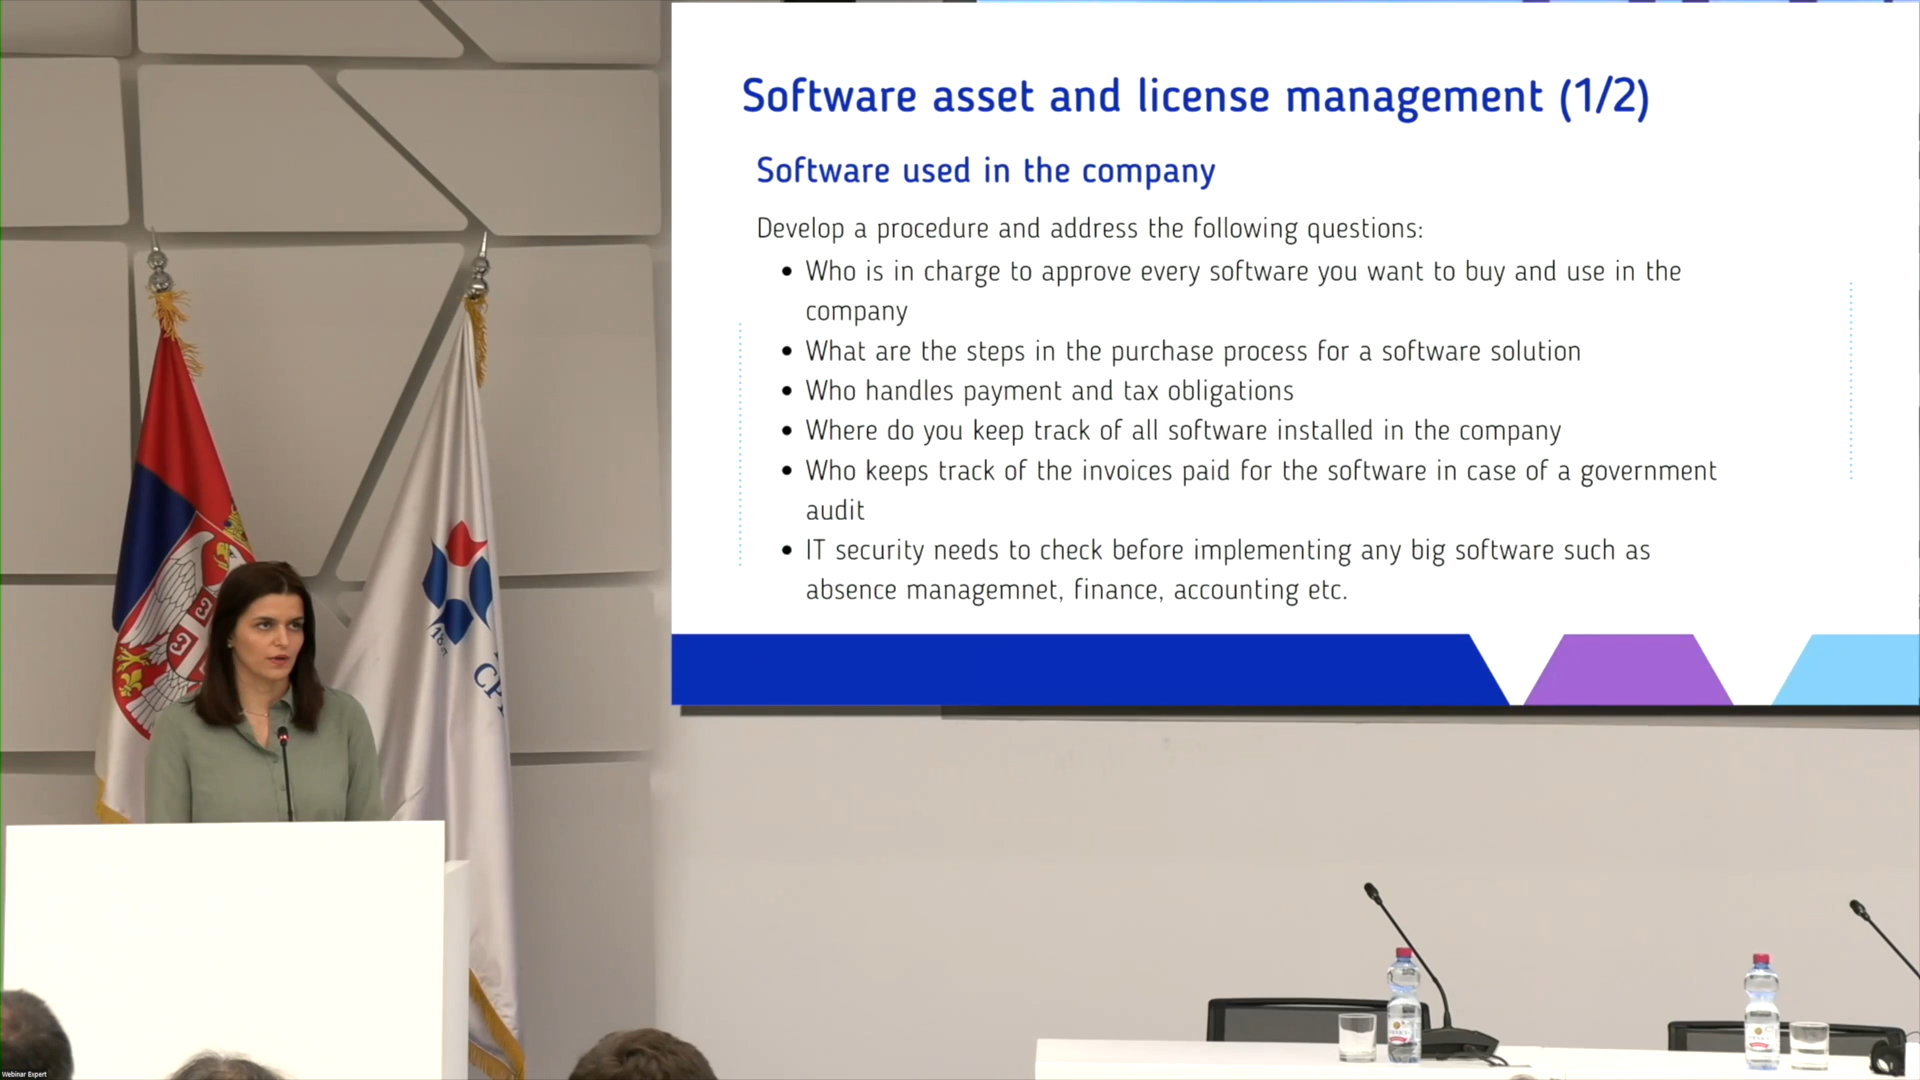 Software asset and license management (1/2)
Software used in the company
Develop a procedure and address the following questions:
• Who is in charge to approve every software you want to buy and use in the
company
• What are the steps in the purchase process for a software solution
• Who handles payment and tax obligations
• Where do you keep track of all software installed in the company
• Who keeps track of the invoices paid for the software in case of a government
audit
• IT security needs to check before implementing any big software such as
absence managemnet, finance, accounting etc.
Webinar Expert